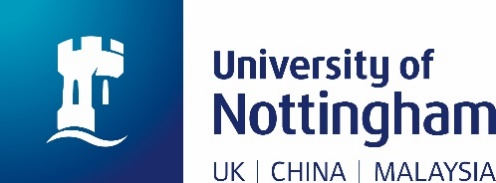 University of
Nottingham
UK | CHINA | MALAYSIA